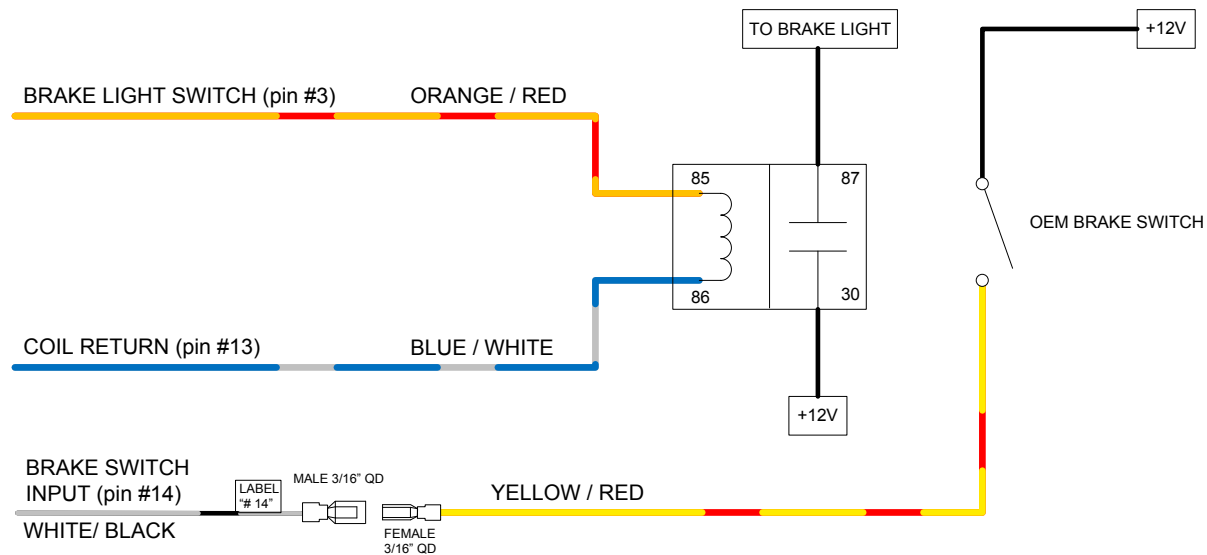 TO BRAKE LIGHT
+12V
BRAKE LIGHT SWITCH (pin #3)
ORANGE / RED
85
87
OEM BRAKE SWITCH
86
30
COIL RETURN (pin #13)
BLUE / WHITE
+12V
BRAKE SWITCH
INPUT (pin #14)
LABEL
"# 14"
MALE 3/16” QD
YELLOW / RED
WHITE/ BLACK
FEMALE
3/16” QD